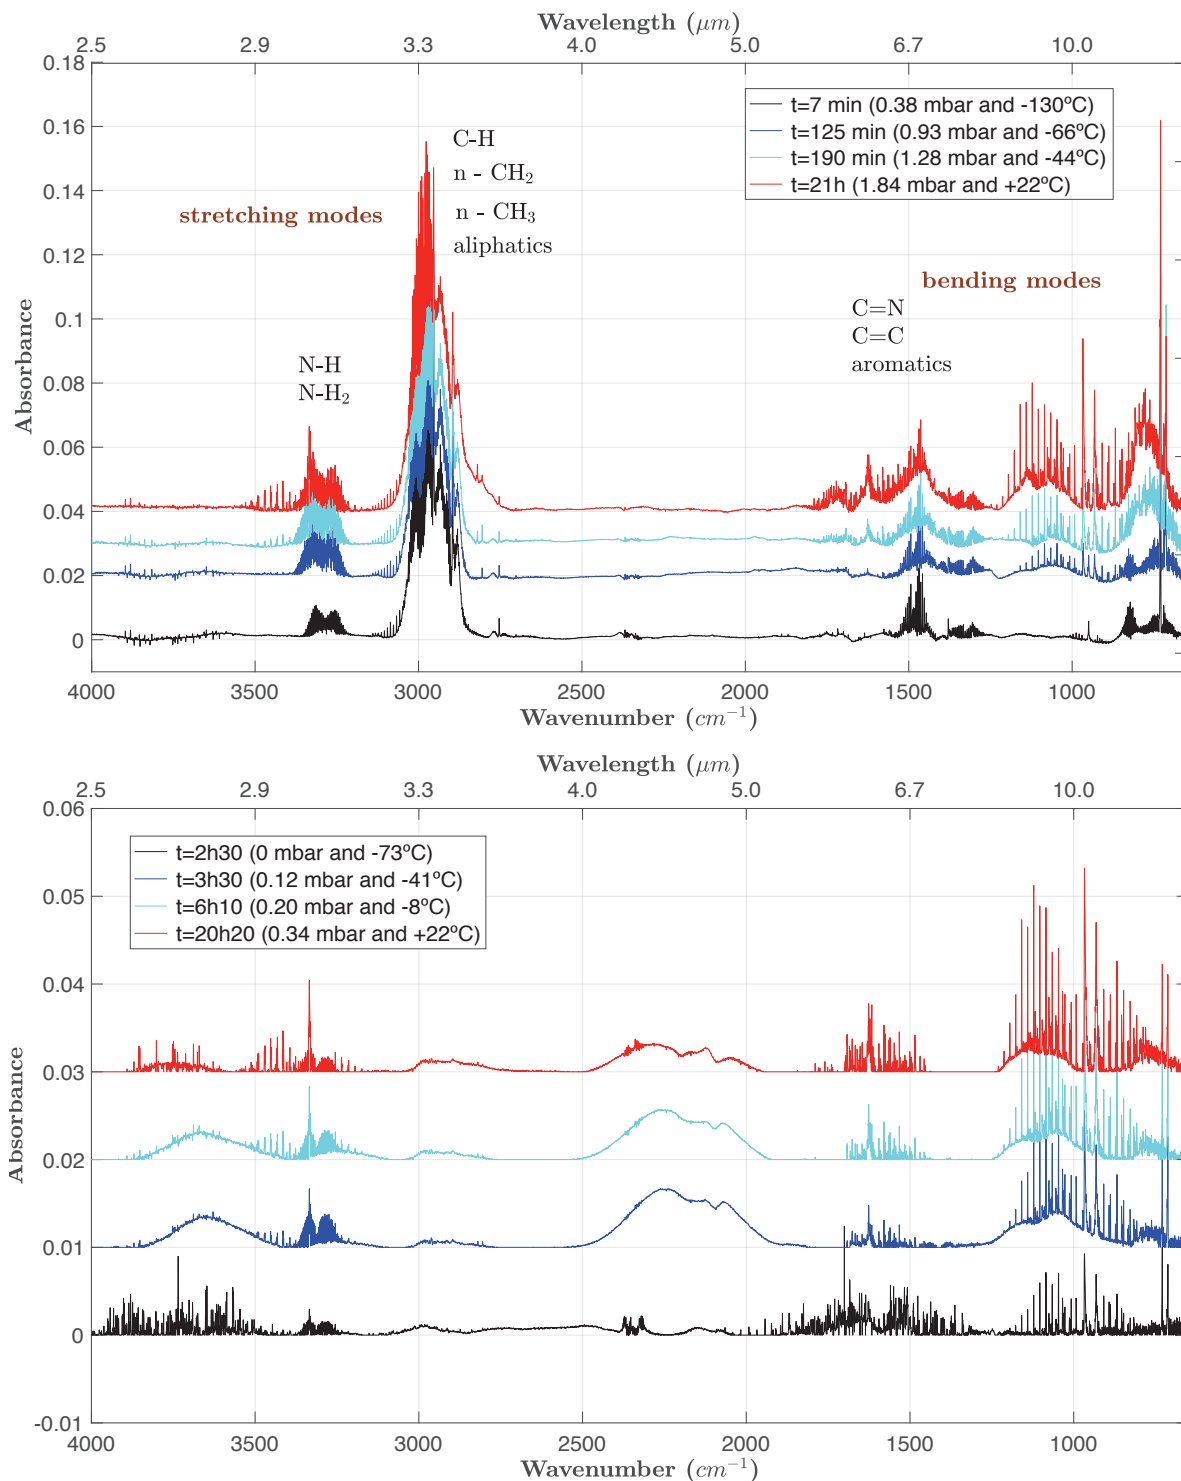 Wavelength (μm)
2.5 2.9 3.3 4.0 5.0 6.7 10.0
0.18
0.16
0.14
0.12
0.1
0.08
0.06
0.04
0.02
0
Absorbance
t=7 min (0.38 mbar and -130ºC)
t=125 min (0.93 mbar and -66ºC)
t=190 min (1.28 mbar and -44ºC)
t=21h (1.84 mbar and +22ºC)
stretching modes
C-H
n - CH₂
n - CH₃
aliphatics
N-H
N-H₂
bending modes
C=N
C=C
aromatics
4000 3500 3000 2500 2000 1500 1000
Wavenumber (cm⁻¹)
Wavelength (μm)
2.5 2.9 3.3 4.0 5.0 6.7 10.0
0.06
0.05
0.04
0.03
0.02
0.01
0
-0.01
Absorbance
t=2h30 (0 mbar and -73ºC)
t=3h30 (0.12 mbar and -41ºC)
t=6h10 (0.20 mbar and -8ºC)
t=20h20 (0.34 mbar and +22ºC)
4000 3500 3000 2500 2000 1500 1000
Wavenumber (cm⁻¹)